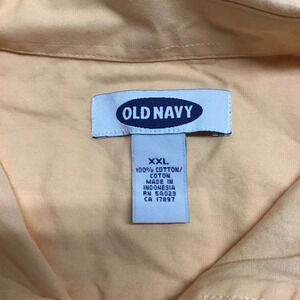 OLD NAVY
XXL
100% COTTON/
COTON
MADE IN
INDONESIA
RN 54023
CA 17897